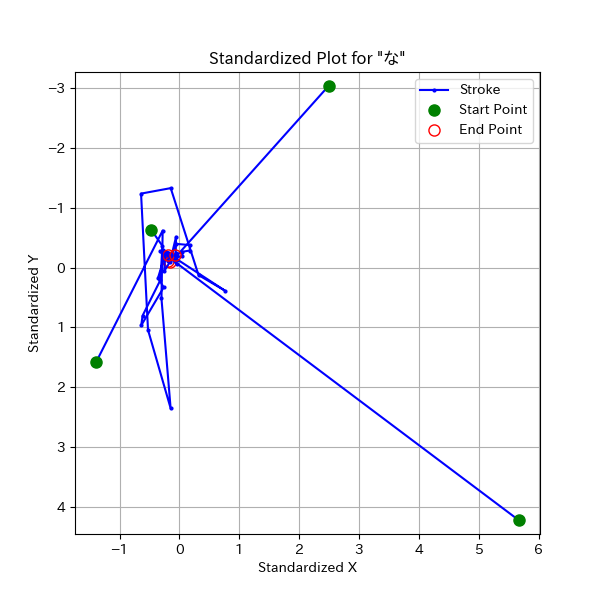 Standardized Plot for "な"
Stroke
Start Point
End Point
Standardized Y
−3
−2
−1
0
1
2
3
4
−1 0 1 2 3 4 5 6
Standardized X